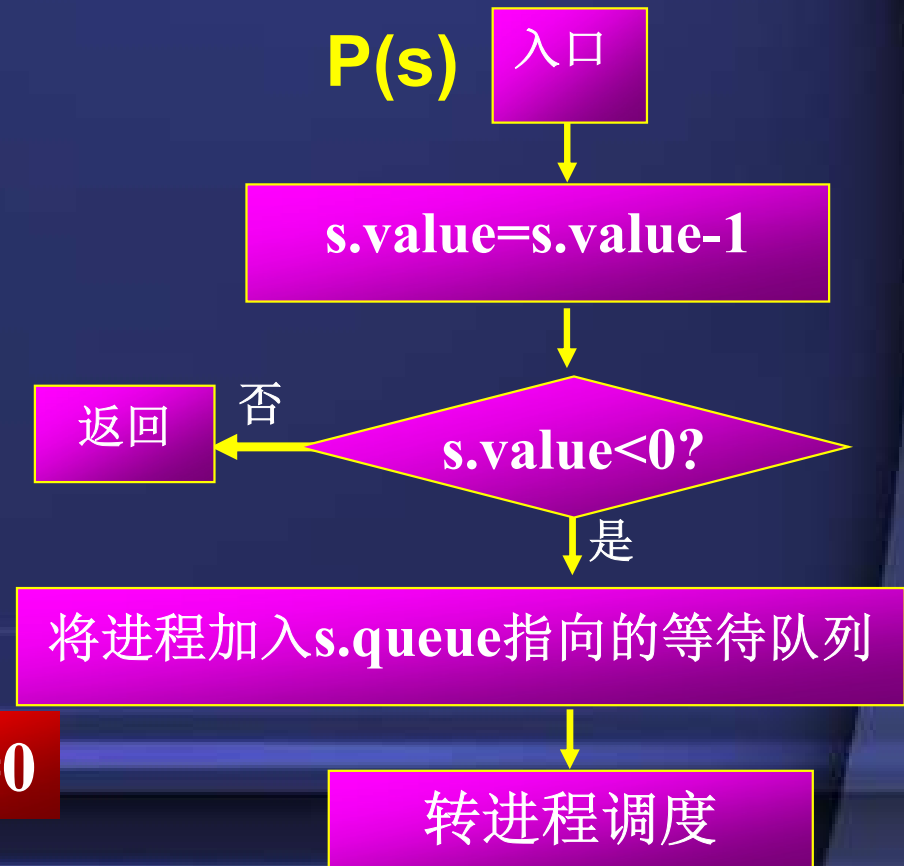 P(s)
入口
s.value=s.value-1
s.value<0?
否
返回
是
将进程加入s.queue指向的等待队列
0
转进程调度